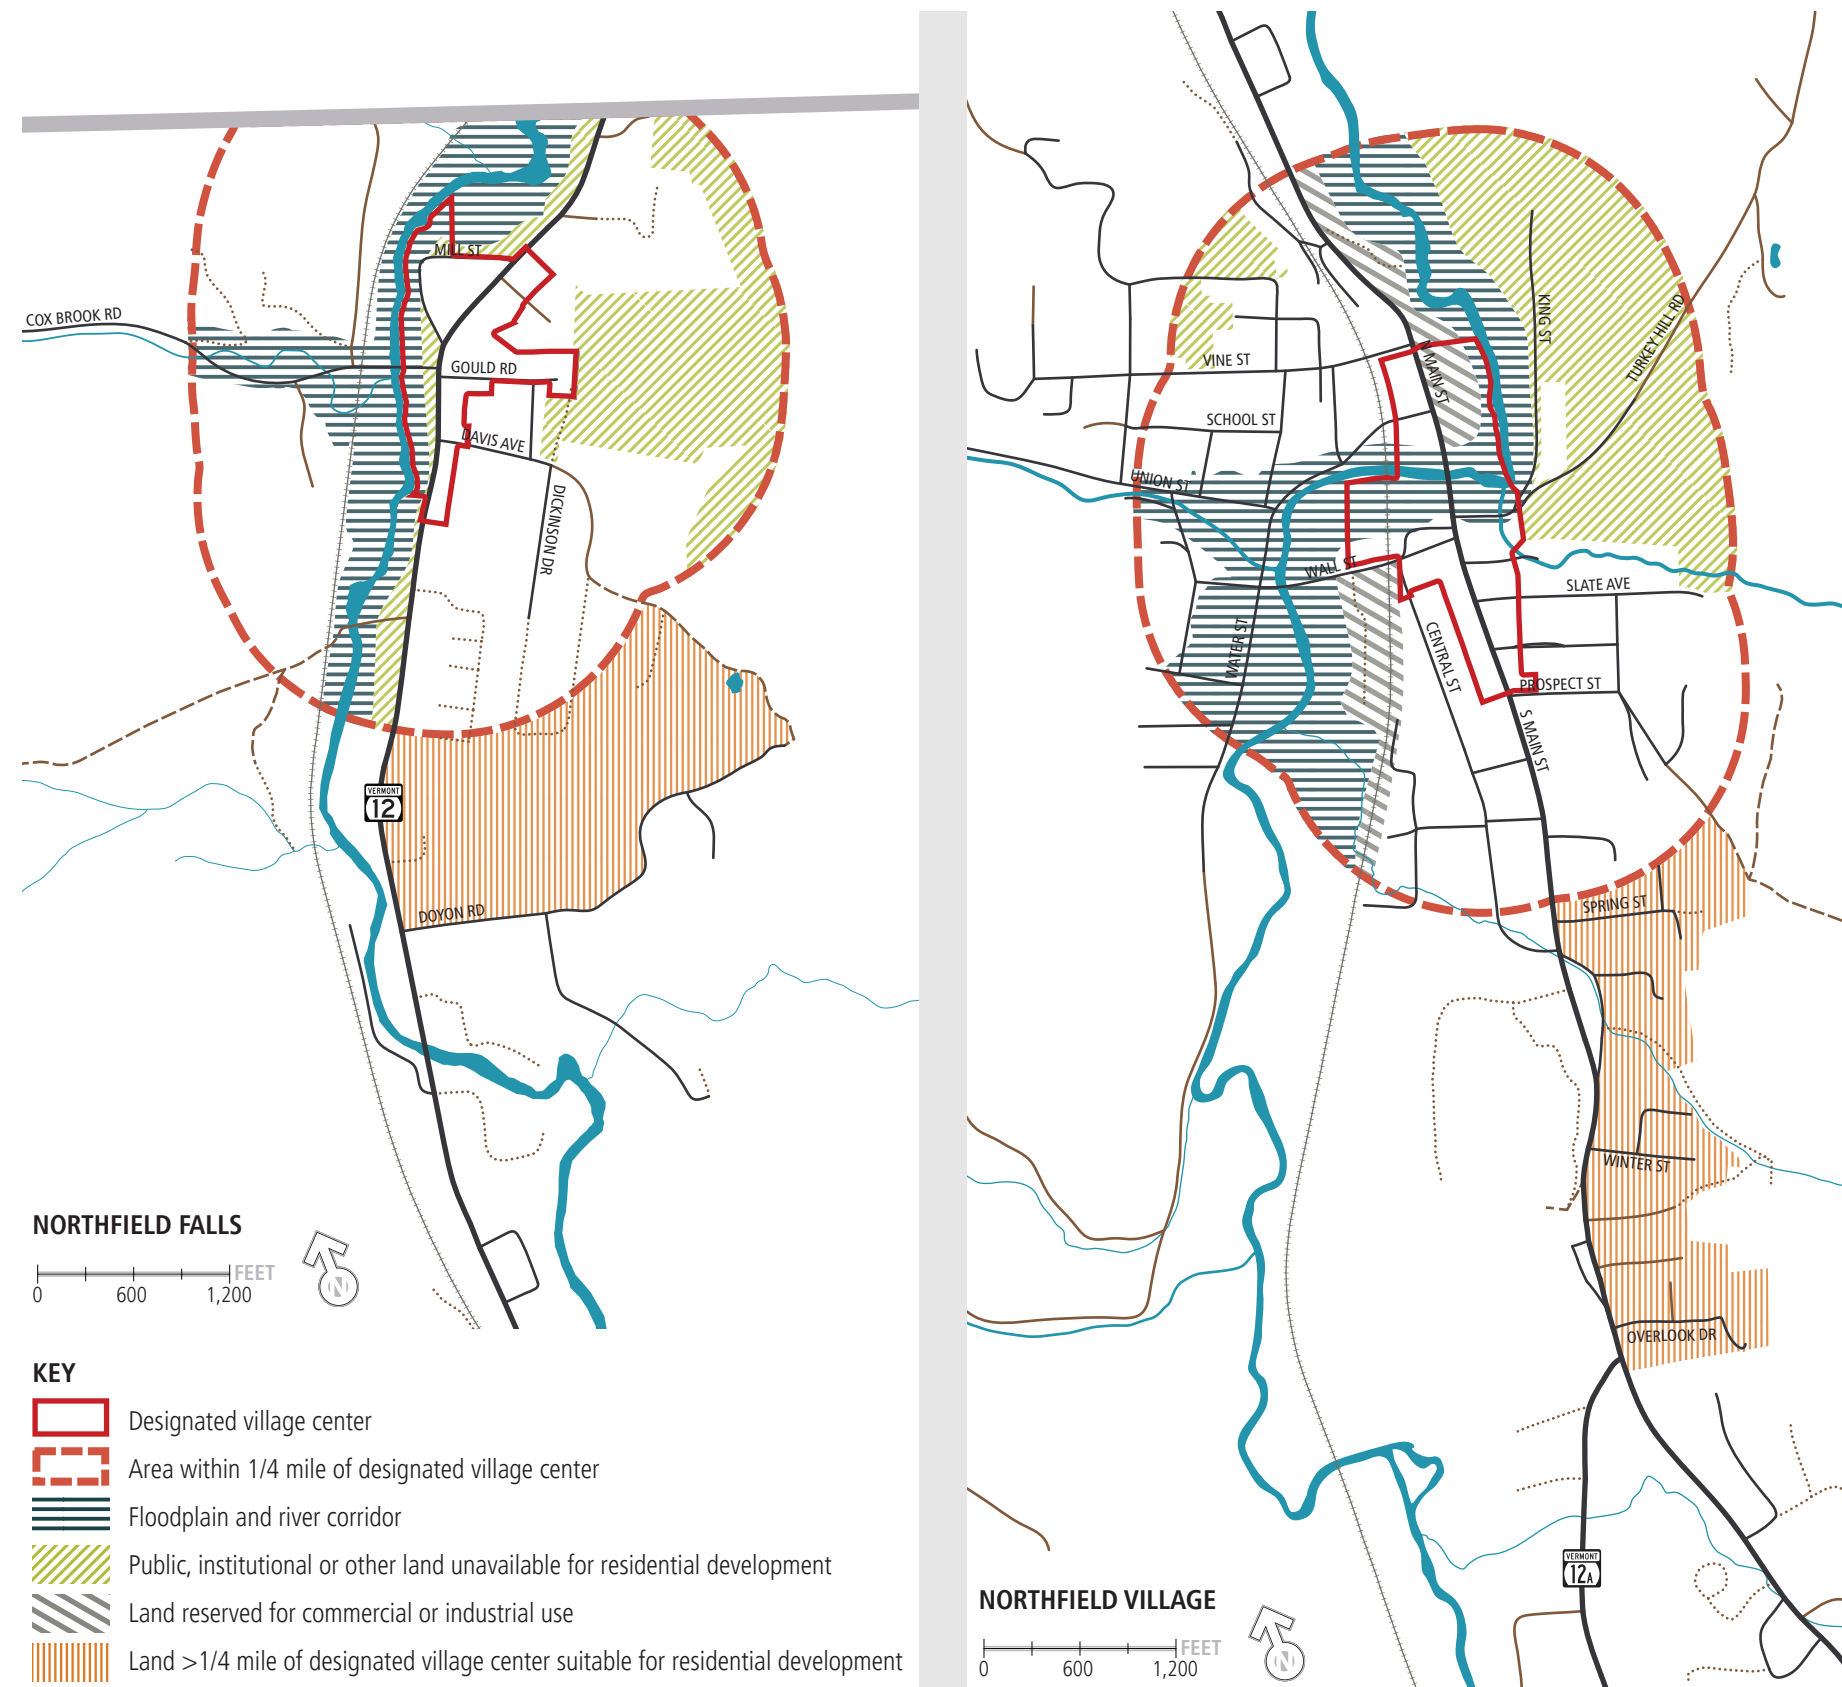 MILL ST
COX BROOK RD
GOULD RD
DAVIS AVE
DICKINSON DR
VERMONT
12
DOYON RD
NORTHFIELD FALLS
FEET
0 600 1,200
N
KEY
Designated village center
Area within 1/4 mile of designated village center
Floodplain and river corridor
Public, institutional or other land unavailable for residential development
Land reserved for commercial or industrial use
Land >1/4 mile of designated village center suitable for residential development
KING ST
TURKEY HILL RD
N MAIN ST
VINE ST
SCHOOL ST
UNION ST
WALL ST
SLATE AVE
WATER ST
CENTRAL ST
PROSPECT ST
S MAIN ST
SPRING ST
WINTER ST
OVERLOOK DR
VERMONT
12A
NORTHFIELD VILLAGE
FEET
0 600 1,200
N